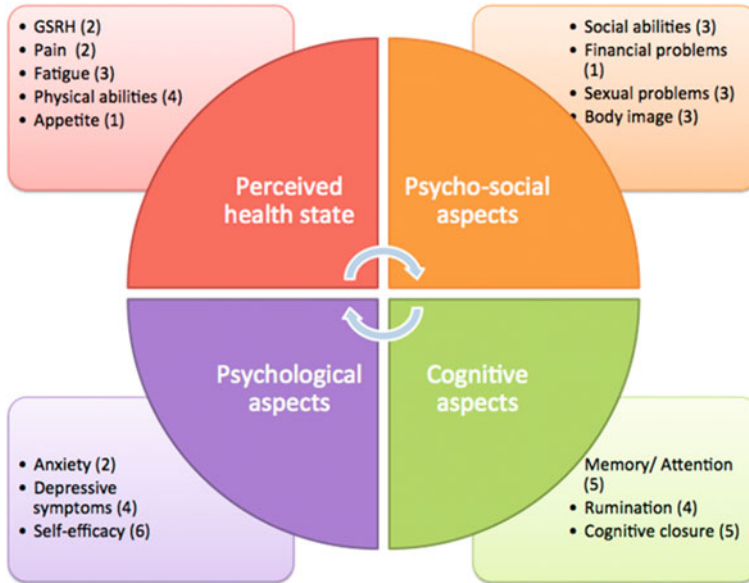 • GSRH (2)
• Pain  (2)
• Fatigue (3)
• Physical abilities (4)
• Appetite (1)
• Social abilities (3)
• Financial problems
(1)
• Sexual problems (3)
• Body image (3)
Perceived
health state
Psycho-social
aspects
Psychological
aspects
Cognitive
aspects
• Anxiety (2)
• Depressive
symptoms (4)
• Self-efficacy (6)
Memory/ Attention
(5)
• Rumination (4)
• Cognitive closure (5)